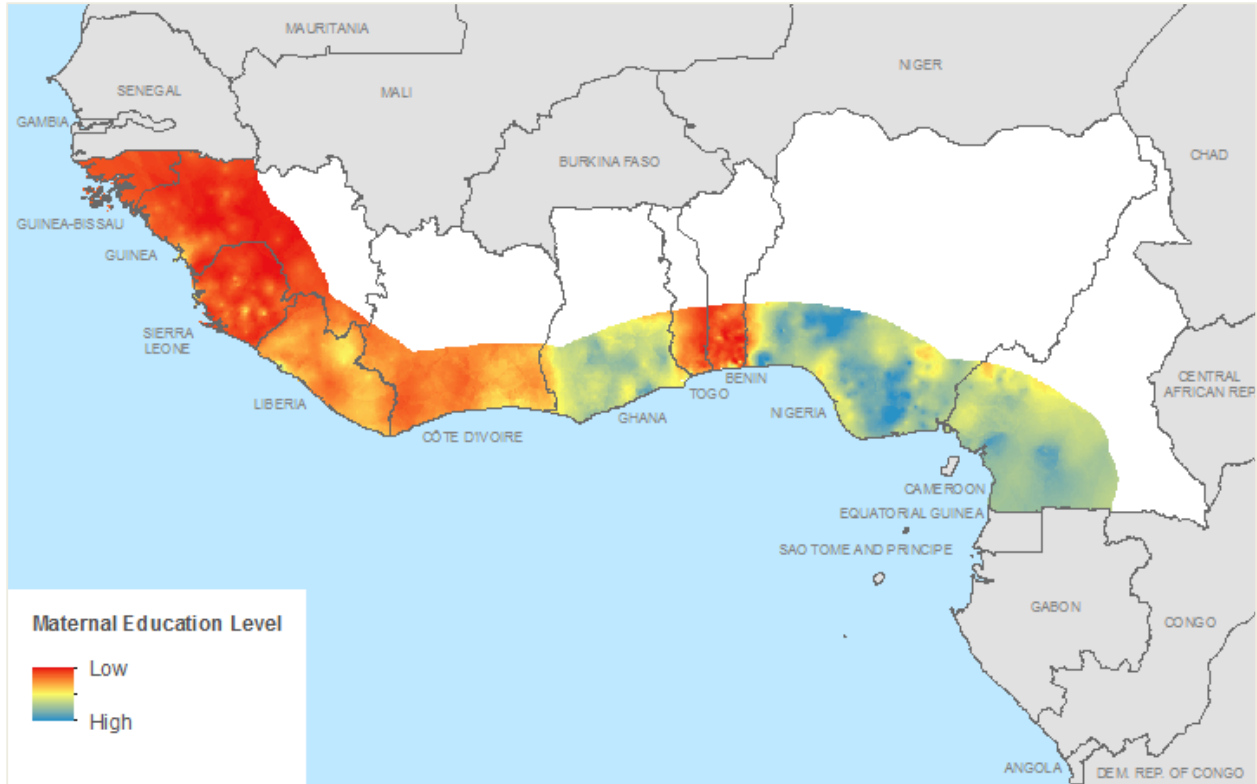 MAURITANIA
NIGER
SENEGAL
MALI
GAMBIA
CHAD
BURKINA FASO
GUINEA-BISSAU
GUINEA
SIERRA
LEONE
LIBERIA
CÔTE D'IVOIRE
GHANA
TOGO
BENIN
NIGERIA
CENTRAL
AFRICAN REP
CAMEROON
EQUATORIAL GUINEA
SAO TOME AND PRINCIPE
GABON
CONGO
ANGOLA
DEM. REP. OF CONGO
Maternal Education Level
Low
High